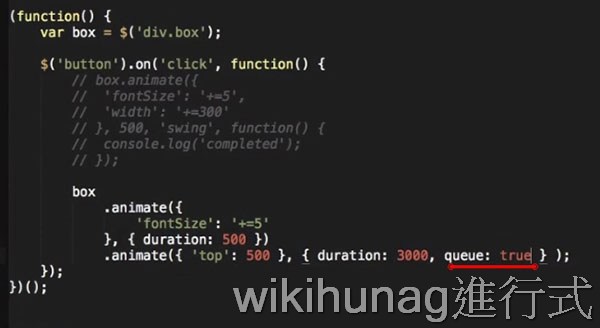 (function() {
var box = $('div.box');
$('button').on('click', function() {
// box.animate({
//  'fontSize': '+=5',
//  'width': '+=300'
// }, 500, 'swing', function() {
//  console.log('completed');
// });
box
.animate({
'fontSize': '+=5'
}, { duration: 500 })
.animate({ 'top': 500 }, { duration: 3000, queue: true } );
});
})();
wikihunag進行式